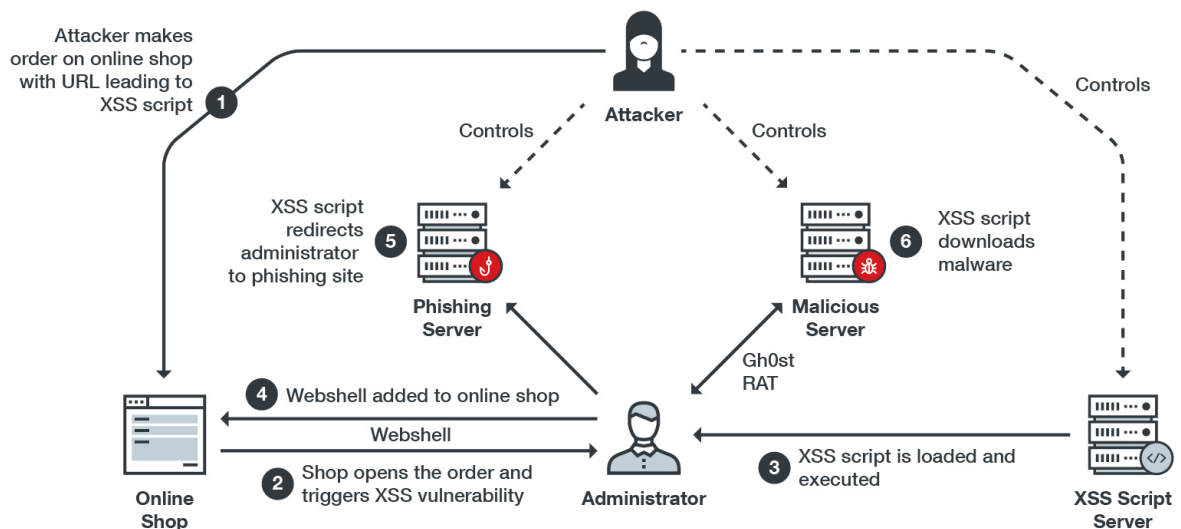 Attacker makes
order on online shop
with URL leading to
XSS script
1
Attacker
Controls
Controls
Controls
XSS script
redirects
administrator
to phishing site
5
6
XSS script
downloads
malware
Phishing
Server
Malicious
Server
Gh0st
RAT
4
Webshell added to online shop
Webshell
2
Shop opens the order and
triggers XSS vulnerability
3
XSS script is loaded and
executed
</>
Online
Shop
Administrator
XSS Script
Server